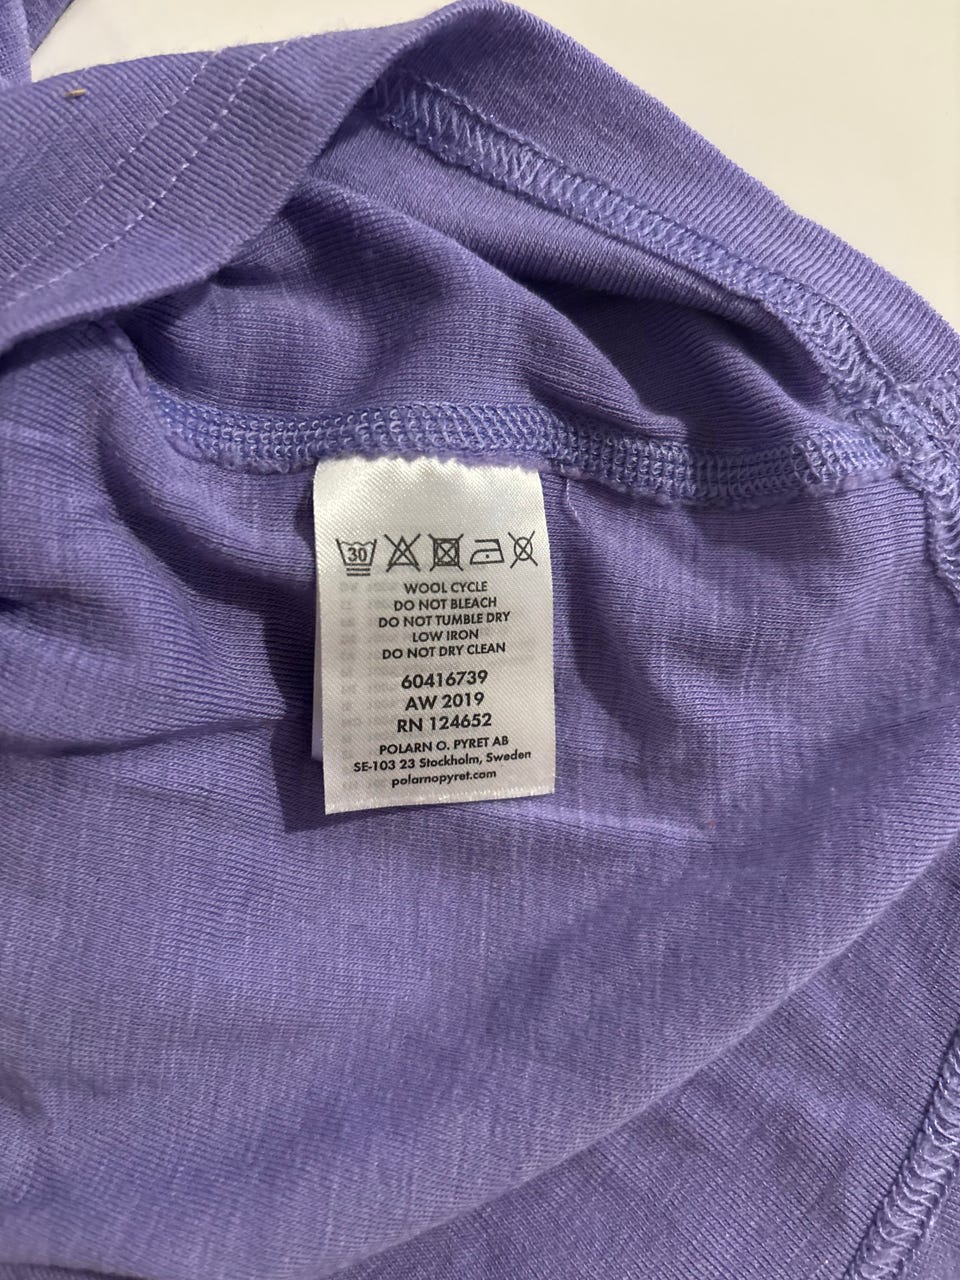 30
WOOL CYCLE
DO NOT BLEACH
DO NOT TUMBLE DRY
LOW IRON
DO NOT DRY CLEAN
60416739
AW 2019
RN 124652
POLARN O. PYRET AB
SE-103 23 Stockholm, Sweden
polarnopyret.com